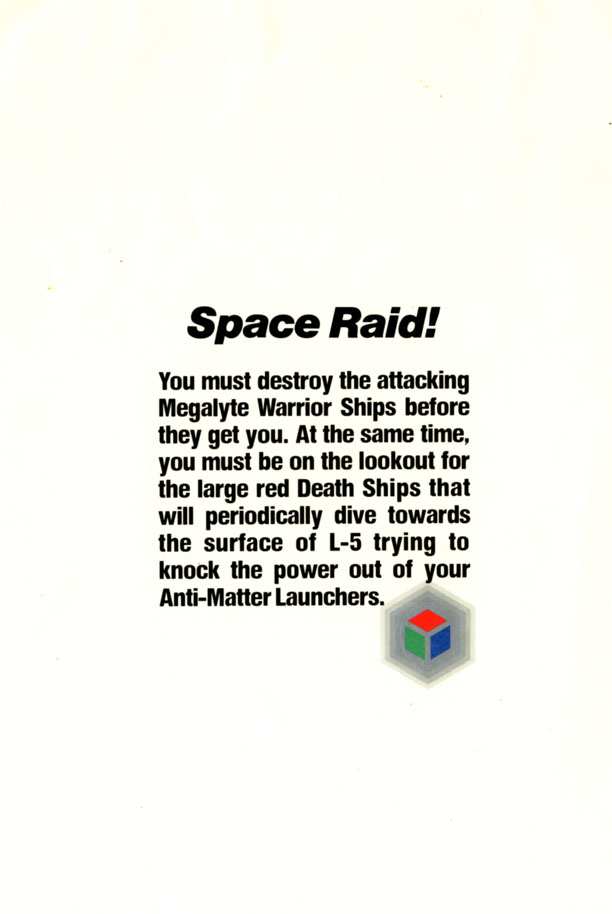 Space Raid!
You must destroy the attacking
Megalyte Warrior Ships before
they get you. At the same time,
you must be on the lookout for
the large red Death Ships that
will periodically dive towards
the surface of L-5 trying to
knock the power out of your
Anti-Matter Launchers.